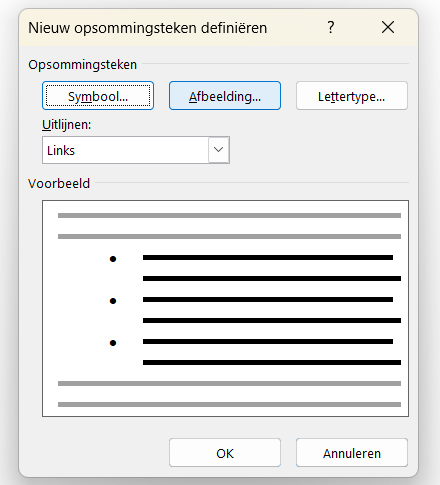 Nieuw opsommingsteken definiëren ? ×
Opsommingsteken
Symbool... Afbeelding... Lettertype...
Uitlijnen:
Links
Voorbeeld
OK Annuleren